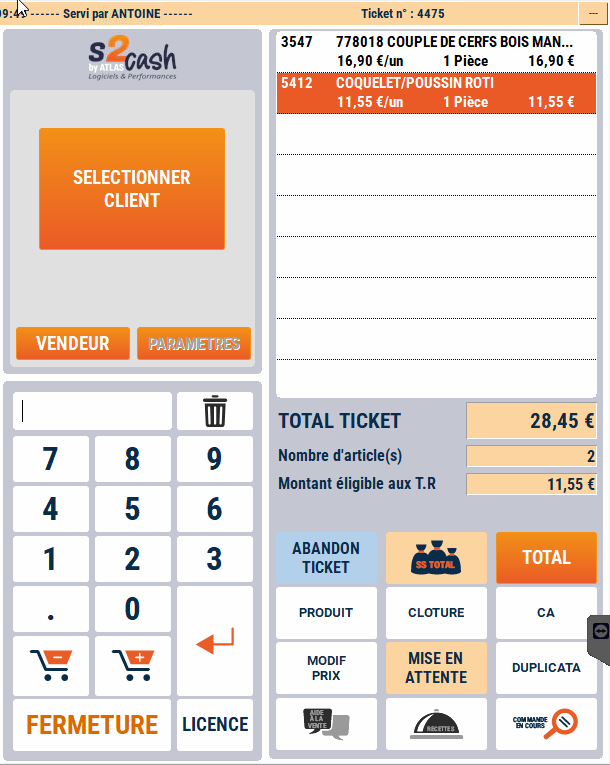 ------ Servi par ANTOINE ------ Ticket n° : 4475 ---
S2cash
by ATLAS
Logiciels & Performances
SELECTIONNER
CLIENT
VENDEUR PARAMETRES
3547 778018 COUPLE DE CERFS BOIS MAN...
16,90 €/un 1 Pièce 16,90 €
5412 COQUELET/POUSSIN ROTI
11,55 €/un 1 Pièce 11,55 €
TOTAL TICKET 28,45 €
Nombre d'article(s) 2
Montant éligible aux T.R 11,55 €
7 8 9
4 5 6
1 2 3
. 0
- +
FERMETURE LICENCE
ABANDON
TICKET
SS TOTAL
TOTAL
PRODUIT CLOTURE CA
MODIF
PRIX
MISE EN
ATTENTE
DUPLICATA
AIDE
À LA
VENTE
RECETTES
COMMANDE
EN COURS